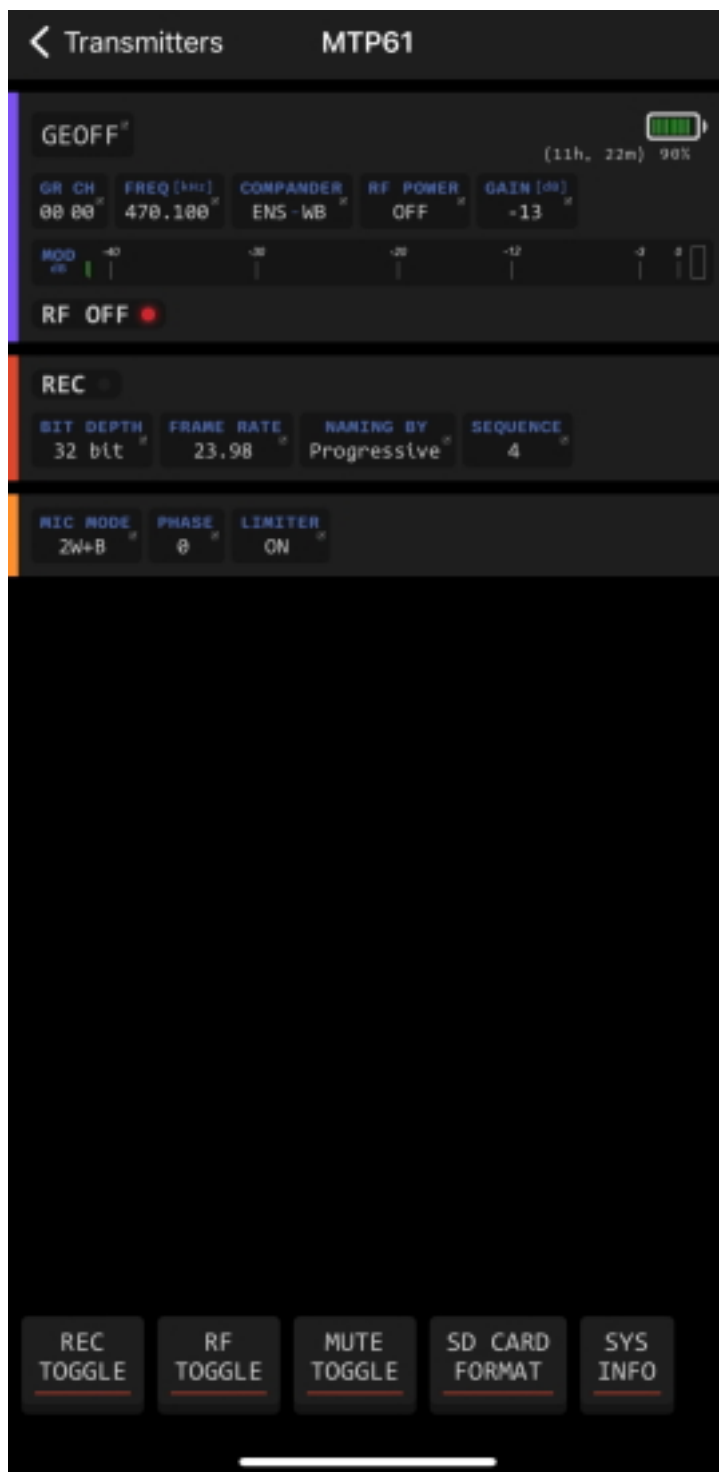 Transmitters MTP61
GEOFF
(11h, 22m) 90%
GR CH FREQ [kHz] COMPANDER RF POWER GAIN [dB]
00 00 470.100 ENS-WB OFF -13
MOD -40 -30 -20 -12 -3 0
dB
RF OFF
REC
BIT DEPTH FRAME RATE NAMING BY SEQUENCE
32 bit 23.98 Progressive 4
MIC MODE PHASE LIMITER
2W+B 0 ON
REC RF MUTE SD CARD SYS
TOGGLE TOGGLE TOGGLE FORMAT INFO